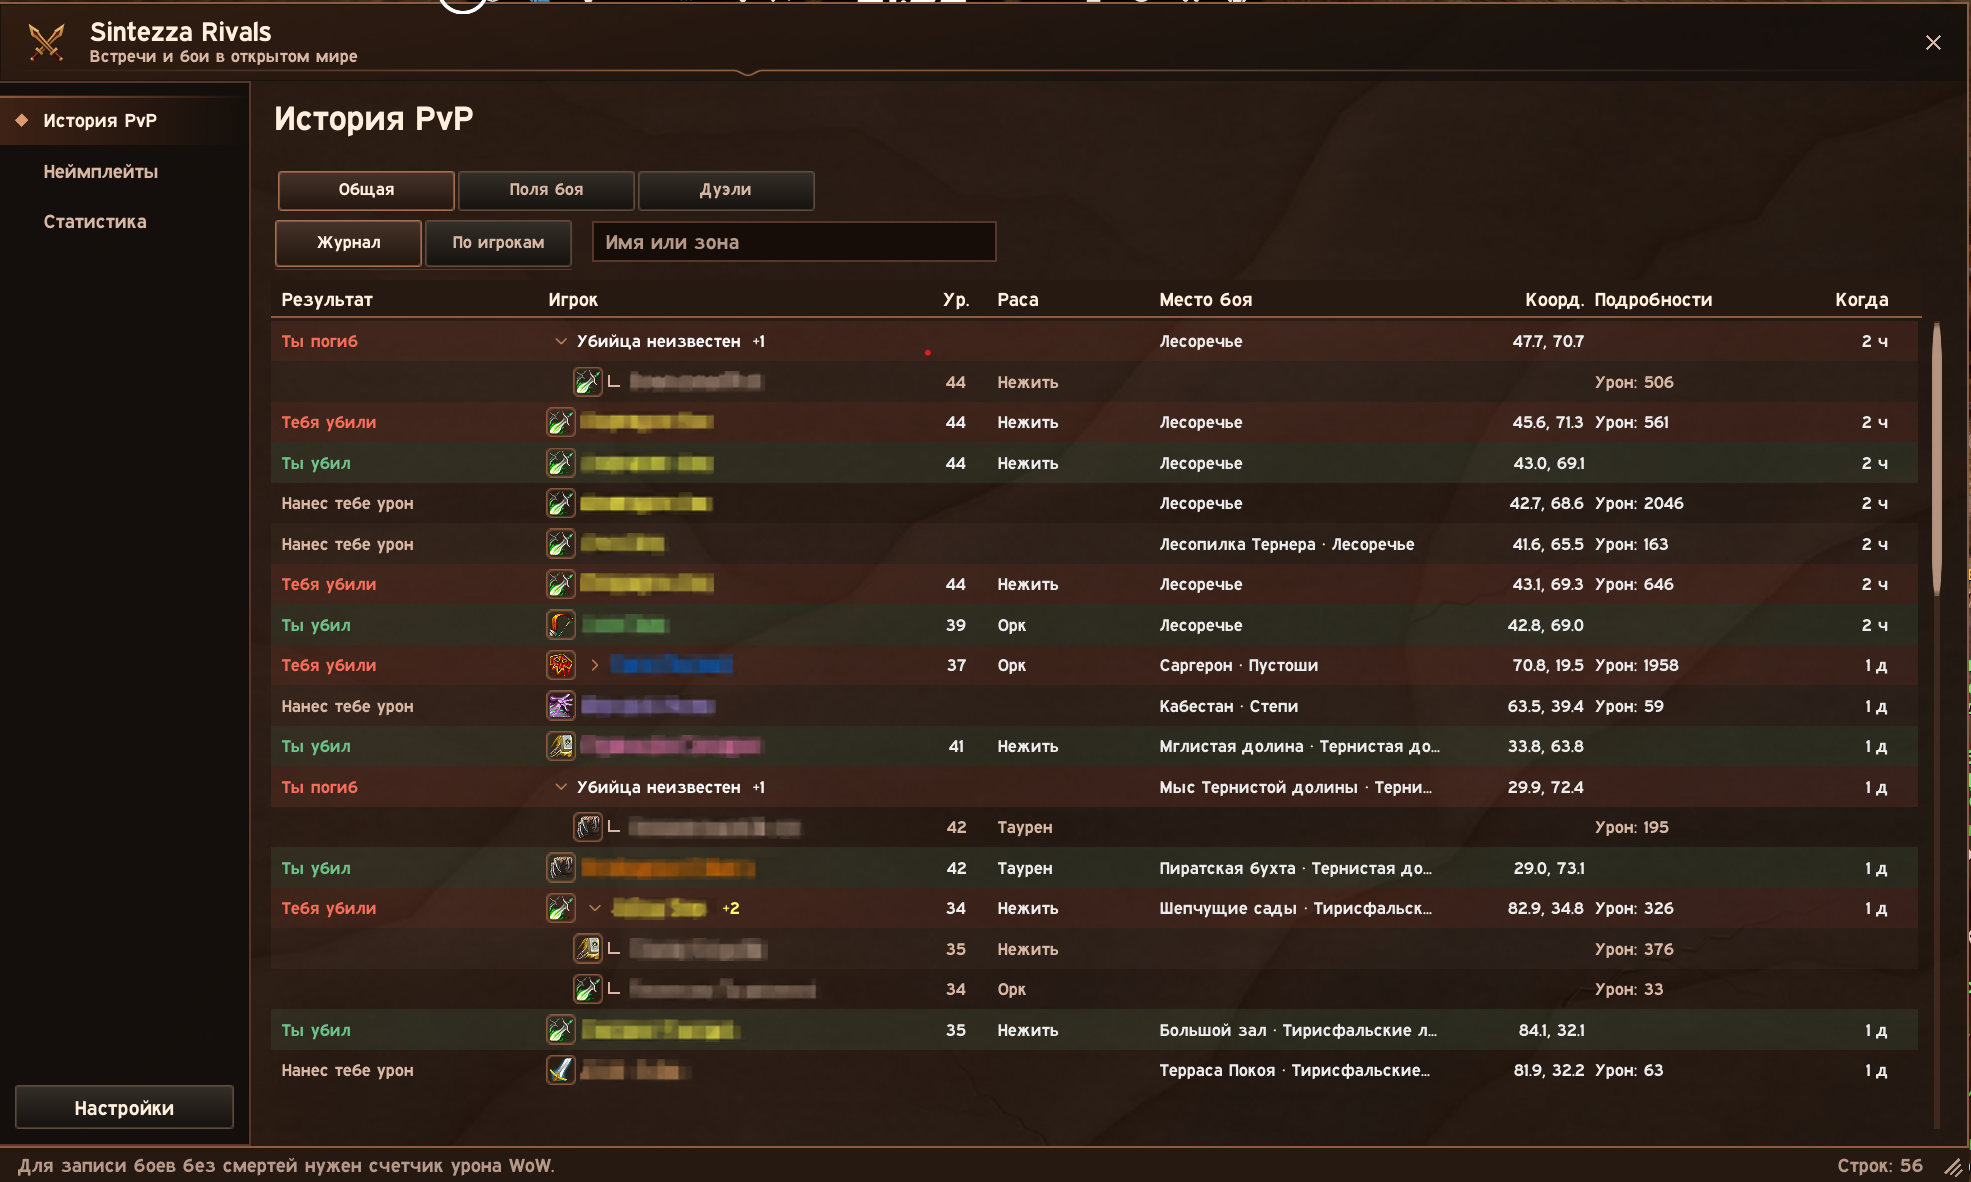 Sintezza Rivals
Встречи и бои в открытом мире
История PvP
Неймплейты
Статистика
Настройки
История PvP
Общая Поля боя Дуэли
Журнал По игрокам Имя или зона
Результат Игрок Ур. Раса Место боя Коорд. Подробности Когда
Ты погиб Убийца неизвестен +1 Лесоречье 47.7, 70.7 2 ч
44 Нежить Урон: 506
Тебя убили 44 Нежить Лесоречье 45.6, 71.3 Урон: 561 2 ч
Ты убил 44 Нежить Лесоречье 43.0, 69.1 2 ч
Нанес тебе урон Лесоречье 42.7, 68.6 Урон: 2046 2 ч
Нанес тебе урон Лесопилка Тернера · Лесоречье 41.6, 65.5 Урон: 163 2 ч
Тебя убили 44 Нежить Лесоречье 43.1, 69.3 Урон: 646 2 ч
Ты убил 39 Орк Лесоречье 42.8, 69.0 2 ч
Тебя убили 37 Орк Саргерон · Пустоши 70.8, 19.5 Урон: 1958 1 д
Нанес тебе урон Кабестан · Степи 63.5, 39.4 Урон: 59 1 д
Ты убил 41 Нежить Мглистая долина · Тернистая до... 33.8, 63.8 1 д
Ты погиб Убийца неизвестен +1 Мыс Тернистой долины · Терни... 29.9, 72.4 1 д
42 Таурен Урон: 195
Ты убил 42 Таурен Пиратская бухта · Тернистая до... 29.0, 73.1 1 д
Тебя убили +2 34 Нежить Шепчущие сады · Тирисфальск... 82.9, 34.8 Урон: 326 1 д
35 Нежить Урон: 376
34 Орк Урон: 33
Ты убил 35 Нежить Большой зал · Тирисфальские л... 84.1, 32.1 1 д
Нанес тебе урон Терраса Покоя · Тирисфальские... 81.9, 32.2 Урон: 63 1 д
Для записи боев без смертей нужен счетчик урона WoW.
Строк: 56